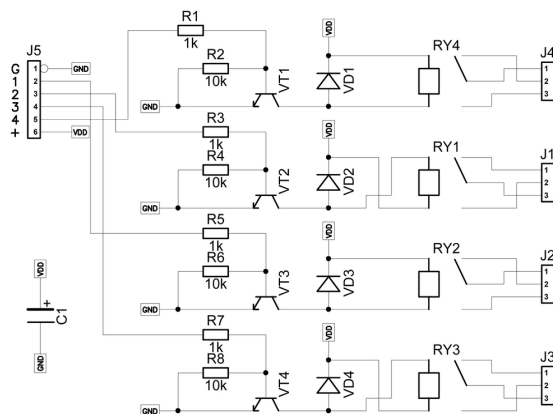 J5
G 1 GND
1 2
2 3
3 4
4 5
+ 6 VDD
R1
1k
R2
10k
GND
VT1
VDD
VD1
RY4
J4
1
2
3
R3
1k
R4
10k
GND
VT2
VDD
VD2
RY1
J1
1
2
3
R5
1k
R6
10k
GND
VT3
VDD
VD3
RY2
J2
1
2
3
R7
1k
R8
10k
GND
VT4
VDD
VD4
RY3
J3
1
2
3
VDD
+
C1
GND